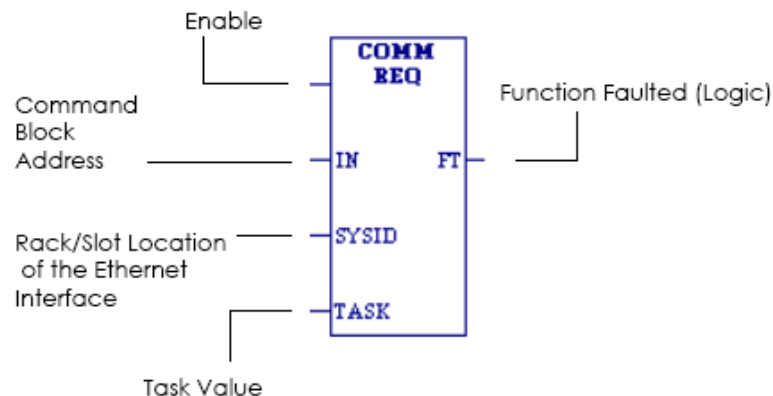 Enable
COMM
REQ
Function Faulted (Logic)
Command
Block
Address
IN
FT
Rack/Slot Location
of the Ethernet
Interface
SYSID
TASK
Task Value